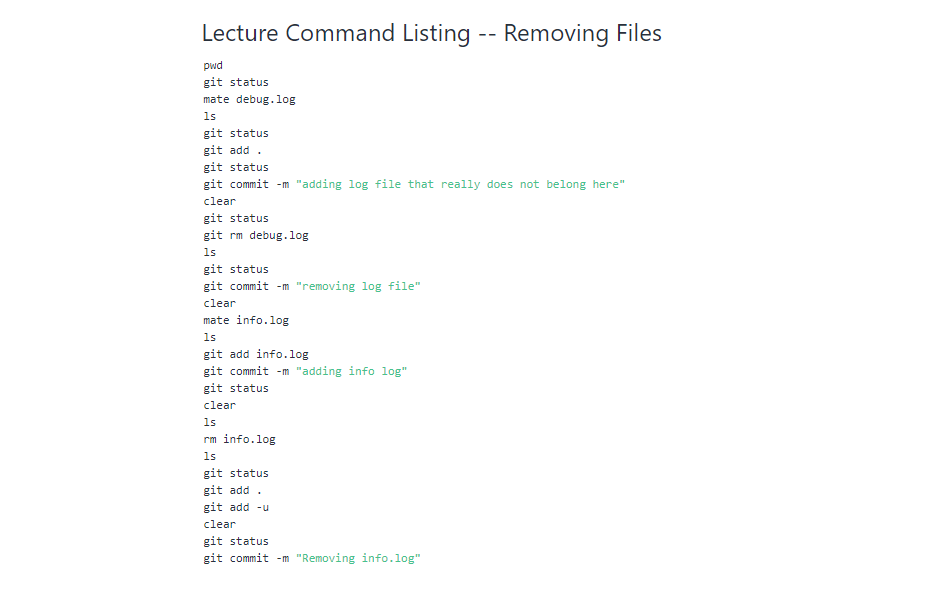 Lecture Command Listing -- Removing Files
pwd
git status
mate debug.log
ls
git status
git add .
git status
git commit -m "adding log file that really does not belong here"
clear
git status
git rm debug.log
ls
git status
git commit -m "removing log file"
clear
mate info.log
ls
git add info.log
git commit -m "adding info log"
git status
clear
ls
rm info.log
ls
git status
git add .
git add -u
clear
git status
git commit -m "Removing info.log"